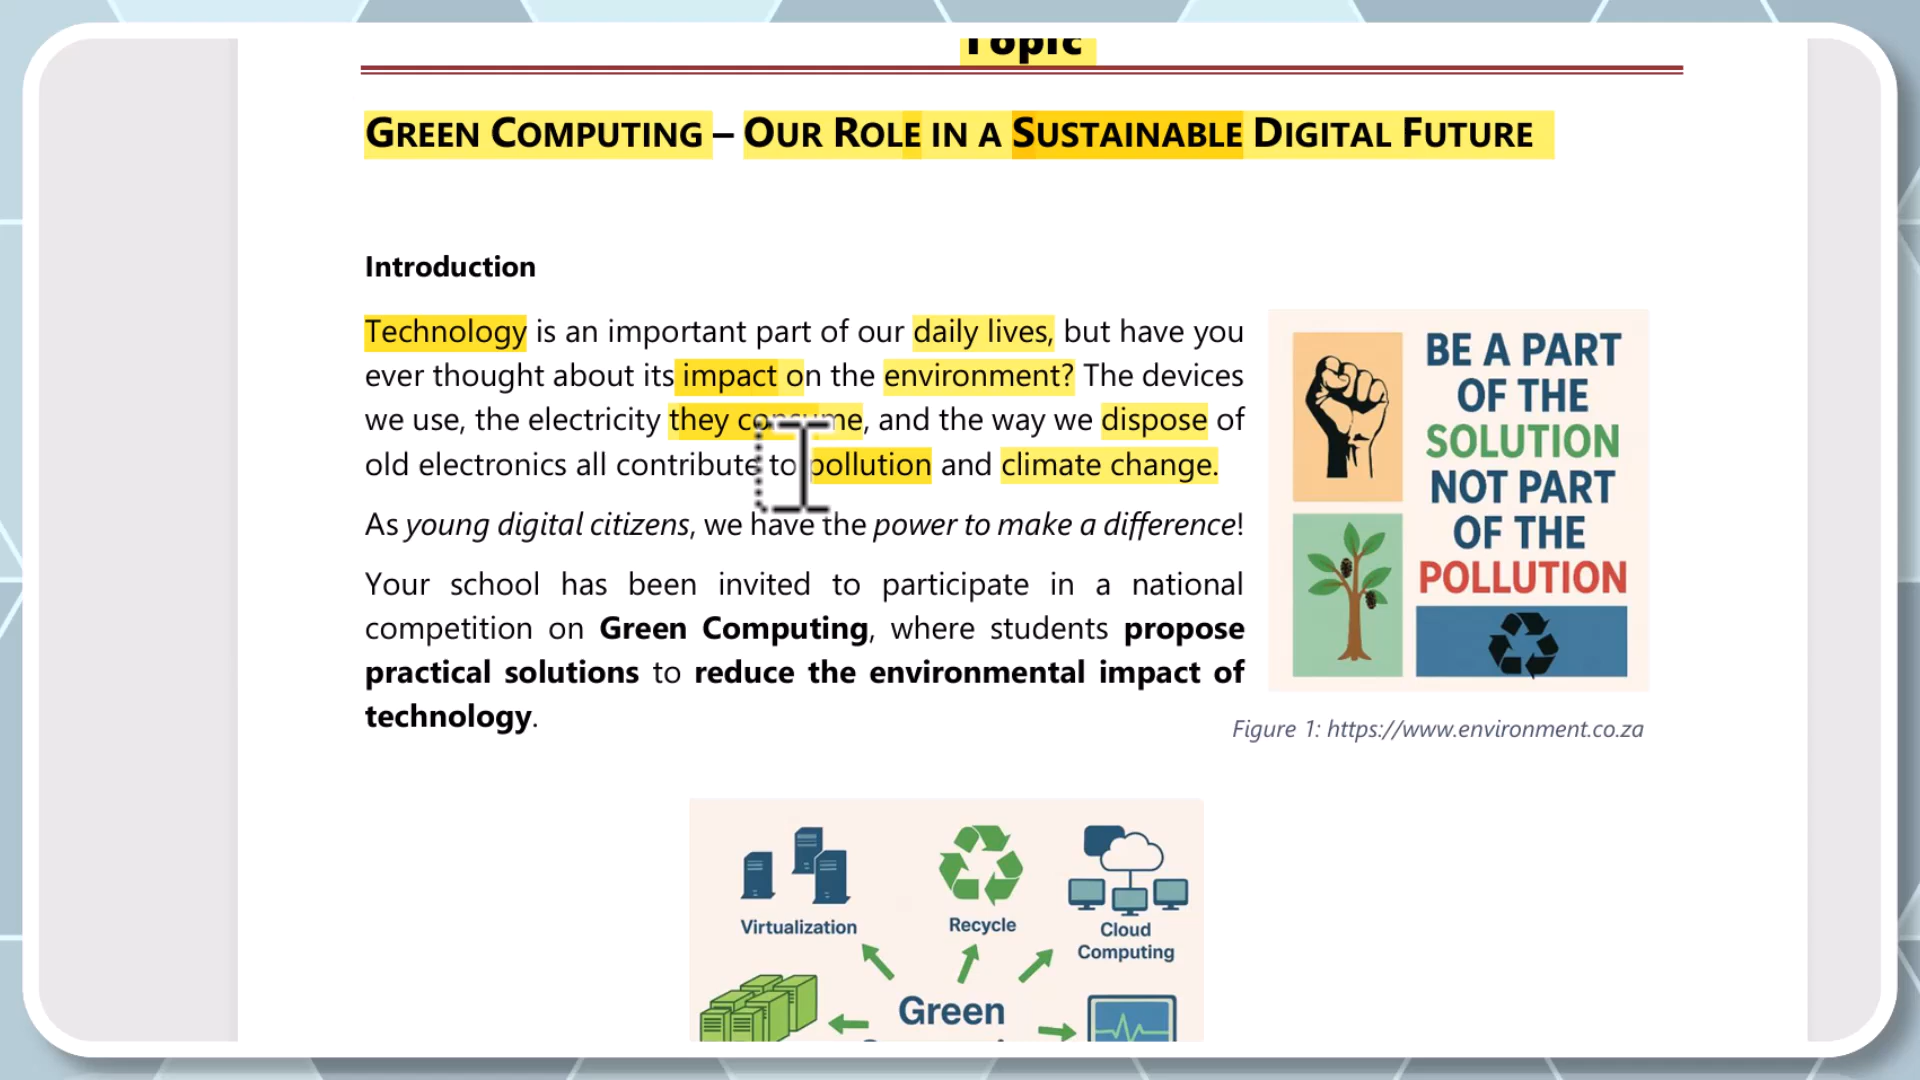 Topic
GREEN COMPUTING – OUR ROLE IN A SUSTAINABLE DIGITAL FUTURE
Introduction
Technology is an important part of our daily lives, but have you
ever thought about its impact on the environment? The devices
we use, the electricity they consume, and the way we dispose of
old electronics all contribute to pollution and climate change.
As young digital citizens, we have the power to make a difference!
Your school has been invited to participate in a national
competition on Green Computing, where students propose
practical solutions to reduce the environmental impact of
technology.
BE A PART
OF THE
SOLUTION
NOT PART
OF THE
POLLUTION
Figure 1: https://www.environment.co.za
Virtualization
Recycle
Cloud
Computing
Green